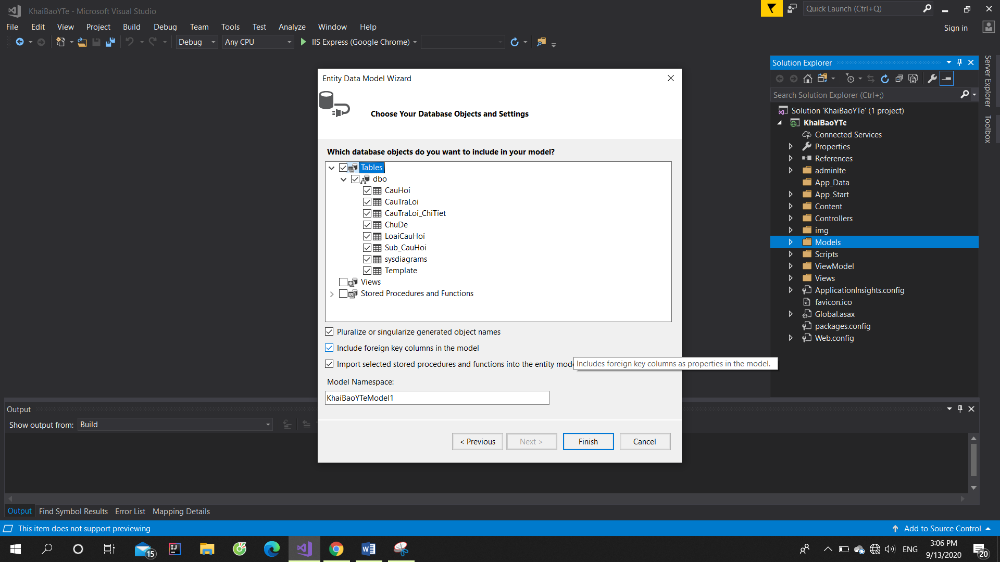 KhaiBaoYTe - Microsoft Visual Studio
Quick Launch (Ctrl+Q)
File Edit View Project Build Debug Team Tools Test Analyze Window Help
Sign in
Debug Any CPU IIS Express (Google Chrome)
Solution Explorer
Search Solution Explorer (Ctrl+;)
Solution 'KhaiBaoYTe' (1 project)
KhaiBaoYTe
Connected Services
Properties
References
adminlte
App_Data
App_Start
Content
Controllers
img
Models
Scripts
ViewModel
Views
ApplicationInsights.config
favicon.ico
Global.asax
packages.config
Web.config
Server Explorer
Toolbox
Entity Data Model Wizard
Choose Your Database Objects and Settings
Which database objects do you want to include in your model?
Tables
dbo
CauHoi
CauTraLoi
CauTraLoi_ChiTiet
ChuDe
LoaiCauHoi
Sub_CauHoi
sysdiagrams
Template
Views
Stored Procedures and Functions
Pluralize or singularize generated object names
Include foreign key columns in the model
Import selected stored procedures and functions into the entity mod
Includes foreign key columns as properties in the model.
Model Namespace:
KhaiBaoYTeModel1
< Previous Next > Finish Cancel
Output
Show output from: Build
Output Find Symbol Results Error List Mapping Details
This item does not support previewing
Add to Source Control
15
ENG
3:06 PM
9/13/2020
20